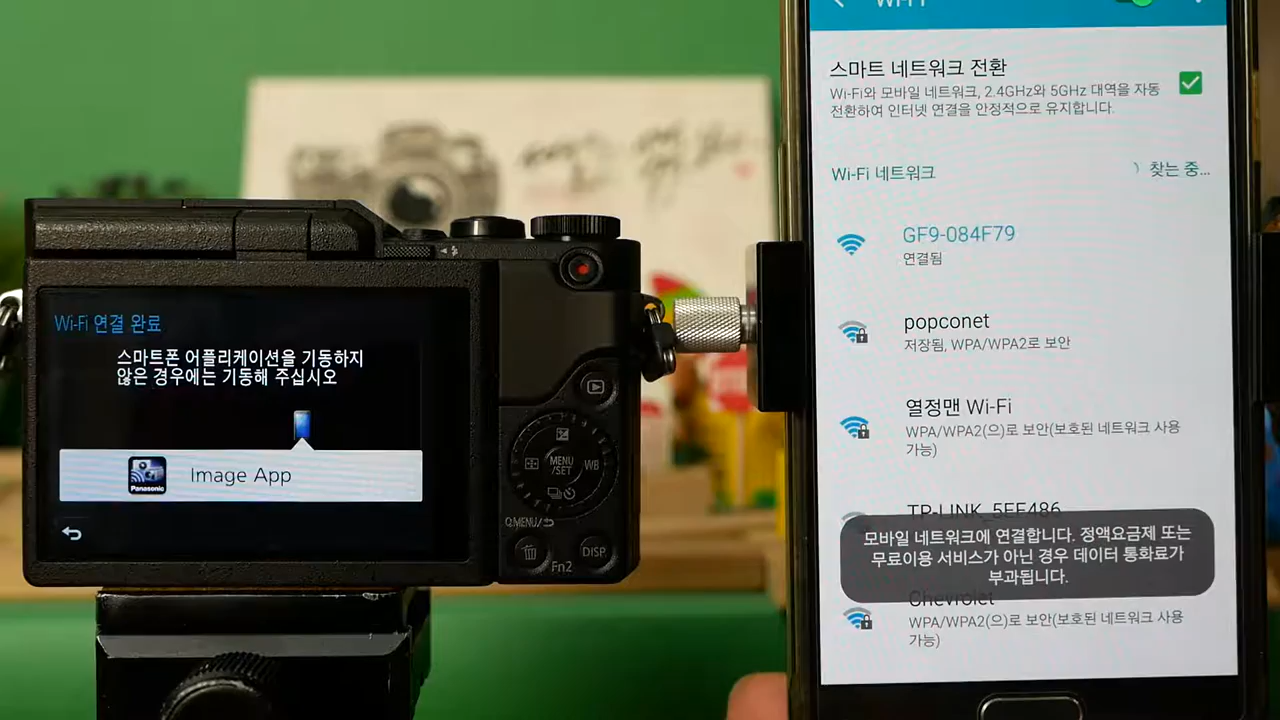 Wi-Fi 연결 완료
스마트폰 어플리케이션을 기동하지
않은 경우에는 기동해 주십시오
Panasonic
Image App
MENU
/SET
WB
Q.MENU/
DISP
Fn2
스마트 네트워크 전환
Wi-Fi와 모바일 네트워크, 2.4GHz와 5GHz 대역을 자동
전환하여 인터넷 연결을 안정적으로 유지합니다.
Wi-Fi 네트워크
찾는 중...
GF9-084F79
연결됨
popconet
저장됨, WPA/WPA2로 보안
열정맨 Wi-Fi
WPA/WPA2(으)로 보안(보호된 네트워크 사용
가능)
TP-LINK_5EE486
모바일 네트워크에 연결합니다. 정액요금제 또는
무료이용 서비스가 아닌 경우 데이터 통화료가
부과됩니다.
Chevrolet
WPA/WPA2(으)로 보안(보호된 네트워크 사용
가능)